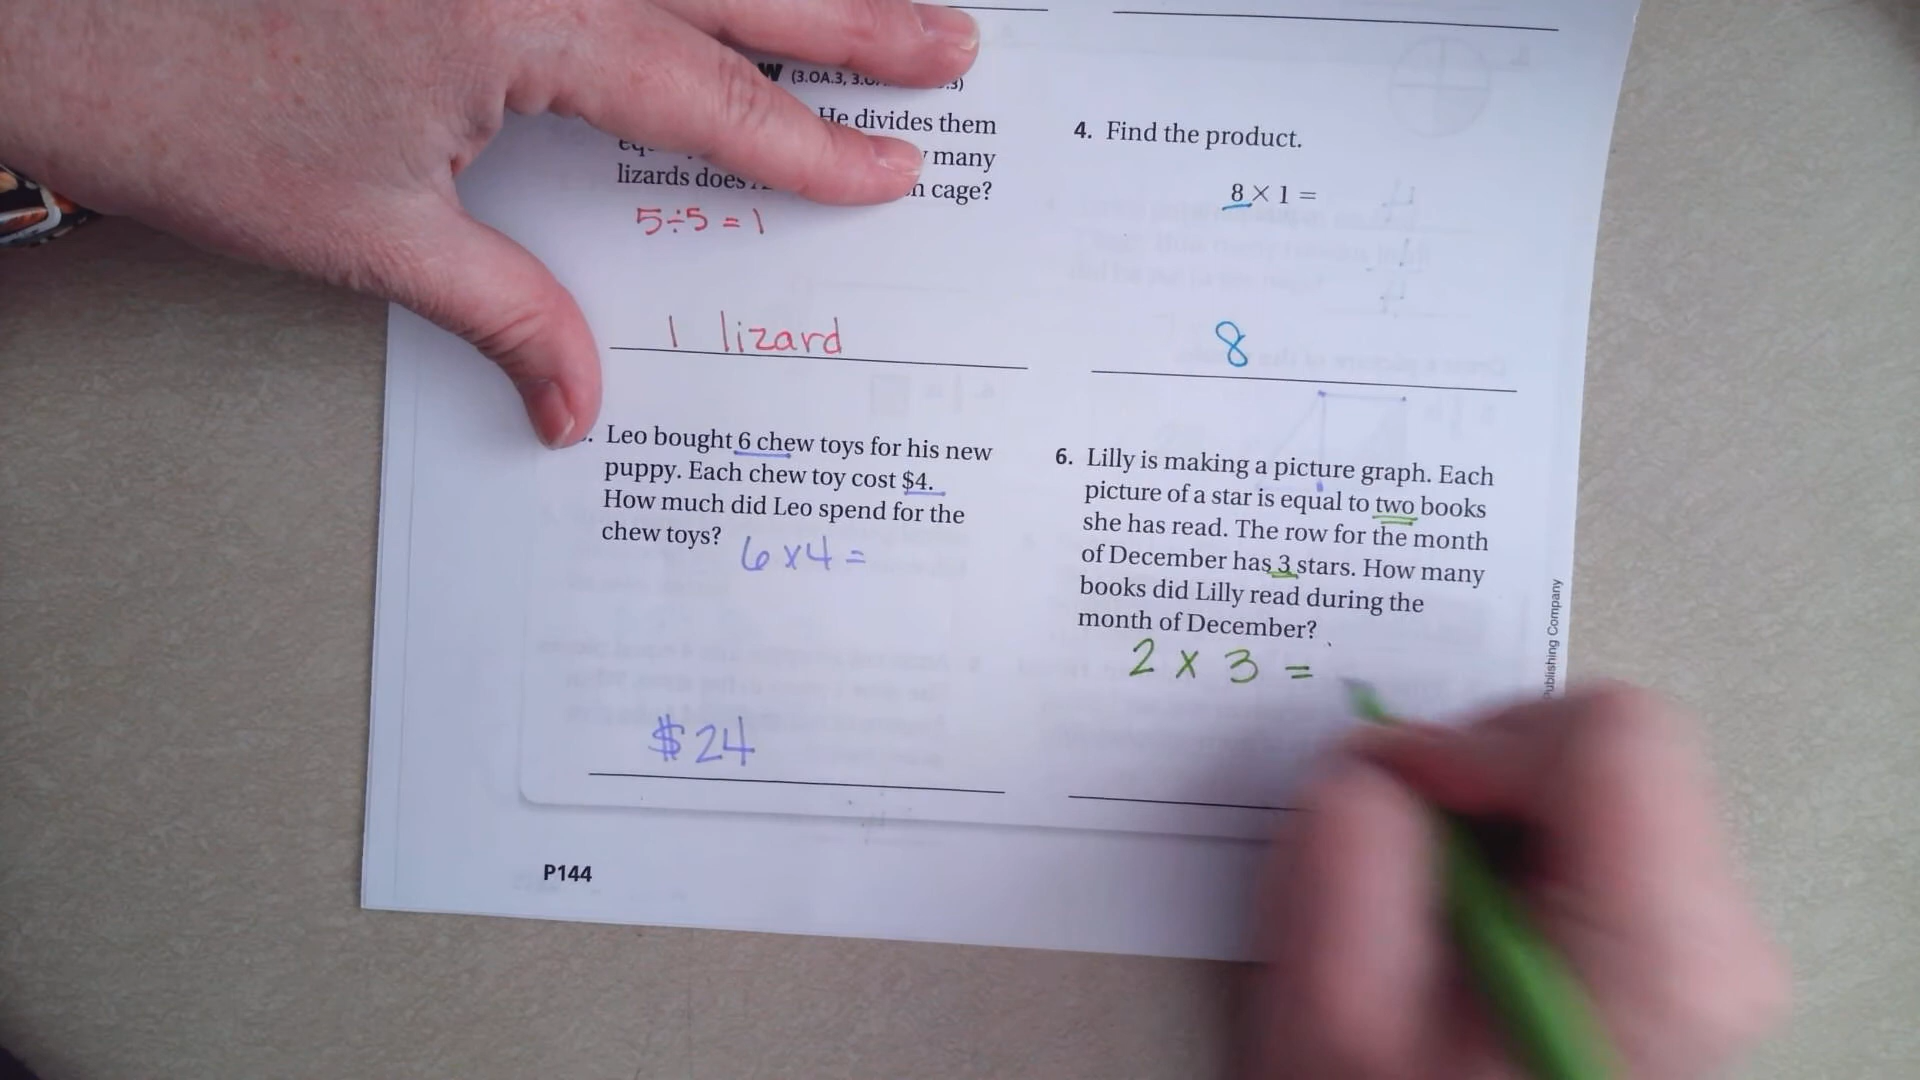 W (3.OA.3,
He divides them
many
lizards does
cage?
5÷5 = 1
1 lizard
4. Find the product.
8 × 1 =
8
Leo bought 6 chew toys for his new
puppy. Each chew toy cost $4.
How much did Leo spend for the
chew toys?
6 x 4 =
$24
6. Lilly is making a picture graph. Each
picture of a star is equal to two books
she has read. The row for the month
of December has 3 stars. How many
books did Lilly read during the
month of December?
2 x 3 =
Publishing Company
P144